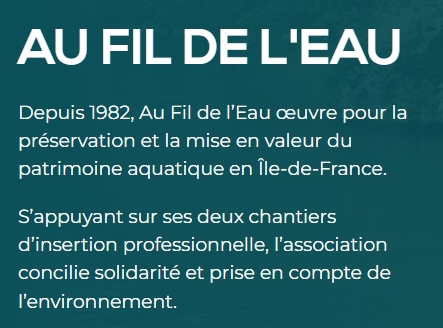 AU FIL DE L'EAU
Depuis 1982, Au Fil de l’Eau œuvre pour la
préservation et la mise en valeur du
patrimoine aquatique en Île-de-France.
S’appuyant sur ses deux chantiers
d’insertion professionnelle, l’association
concilie solidarité et prise en compte de
l’environnement.